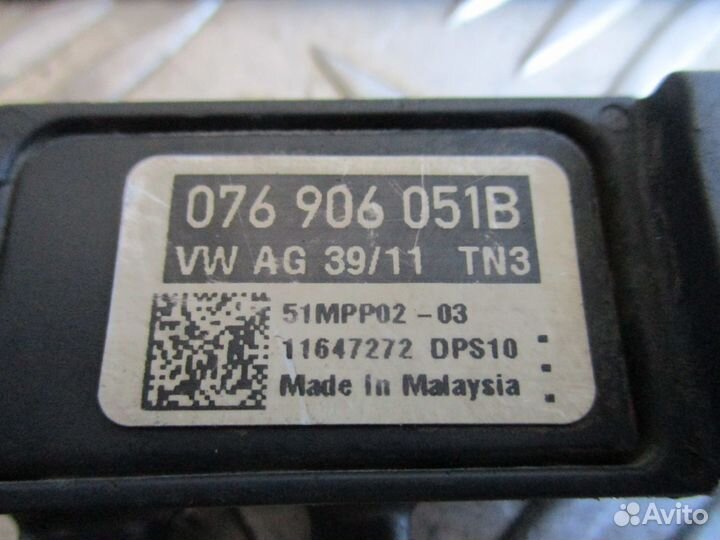 076 906 051B
VW AG 39/11 TN3
51MPP02-03
11647272 DPS10
Made In Malaysia
Avito